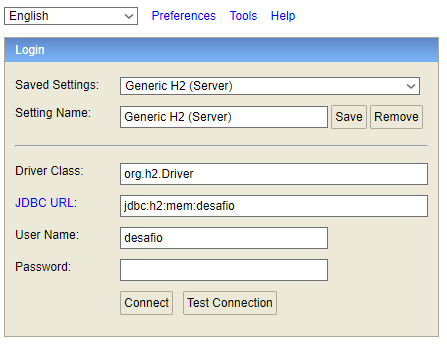 English Preferences Tools Help
Login
Saved Settings: Generic H2 (Server)
Setting Name: Generic H2 (Server) Save Remove
Driver Class: org.h2.Driver
JDBC URL: jdbc:h2:mem:desafio
User Name: desafio
Password:
Connect Test Connection